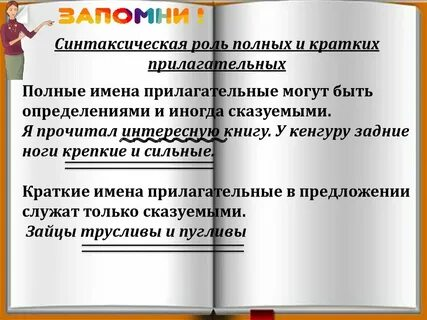 ЗАПОМНИ !
Синтаксическая роль полных и кратких
прилагательных
Полные имена прилагательные могут быть
определениями и иногда сказуемыми.
Я прочитал интересную книгу. У кенгуру задние
ноги крепкие и сильные.
Краткие имена прилагательные в предложении
служат только сказуемыми.
Зайцы трусливы и пугливы